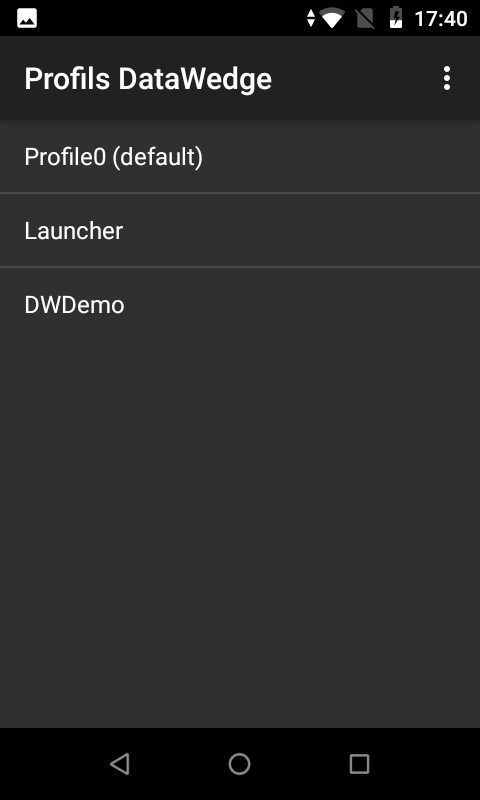 17:40
Profils DataWedge
Profile0 (default)
Launcher
DWDemo